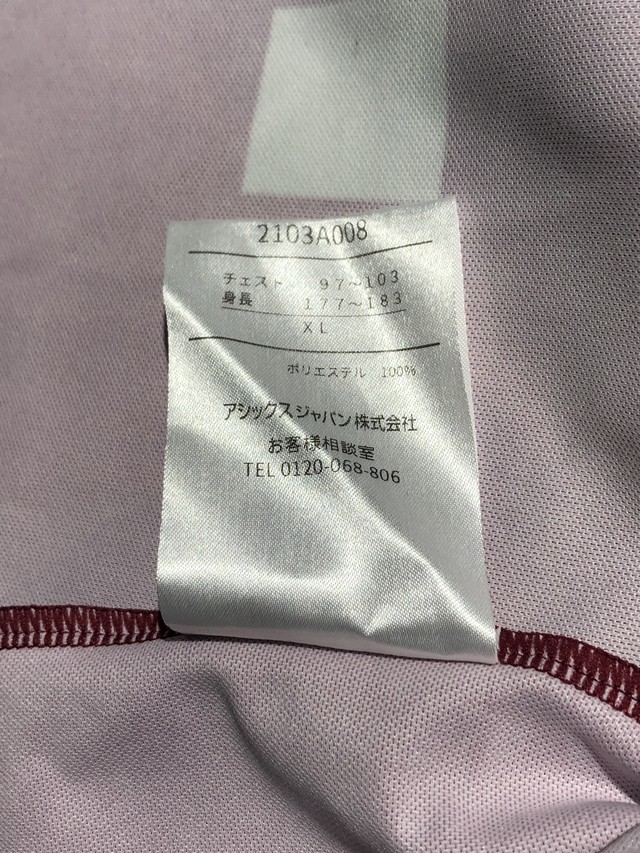 2103A008
チェスト 97～103
身長 177～183
XL
ポリエステル 100%
アシックスジャパン株式会社
お客様相談室
TEL 0120-068-806